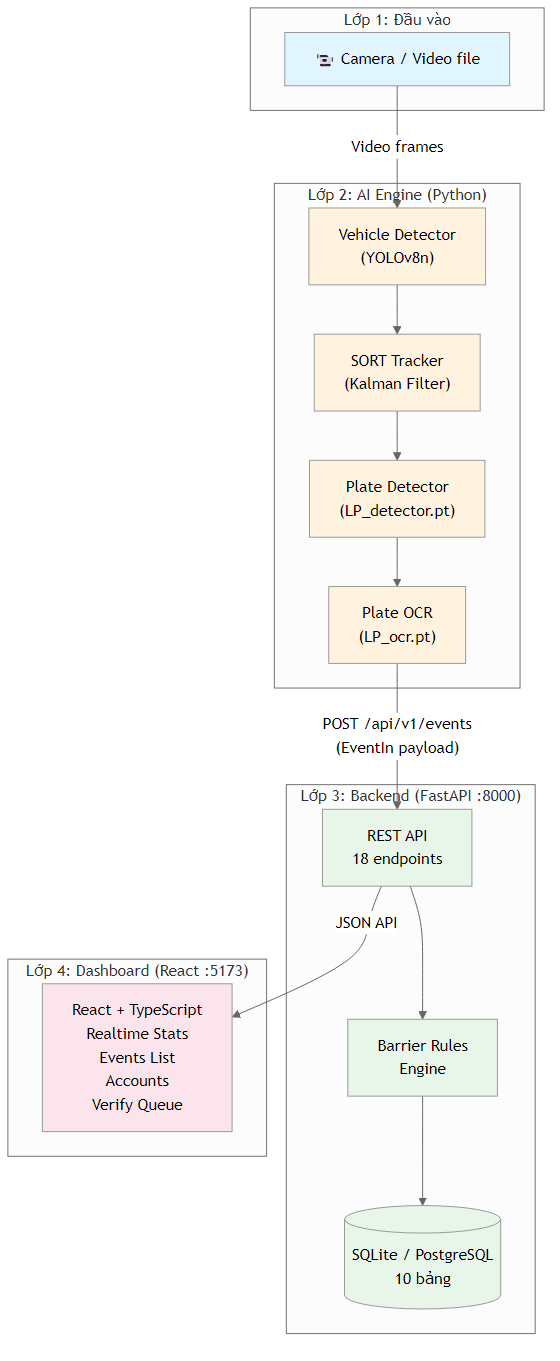 Lớp 1: Đầu vào
Camera / Video file
Video frames
Lớp 2: AI Engine (Python)
Vehicle Detector
(YOLOv8n)
SORT Tracker
(Kalman Filter)
Plate Detector
(LP_detector.pt)
Plate OCR
(LP_ocr.pt)
POST /api/v1/events
(EventIn payload)
Lớp 3: Backend (FastAPI :8000)
REST API
18 endpoints
JSON API
Lớp 4: Dashboard (React :5173)
React + TypeScript
Realtime Stats
Events List
Accounts
Verify Queue
Barrier Rules
Engine
SQLite / PostgreSQL
10 bảng